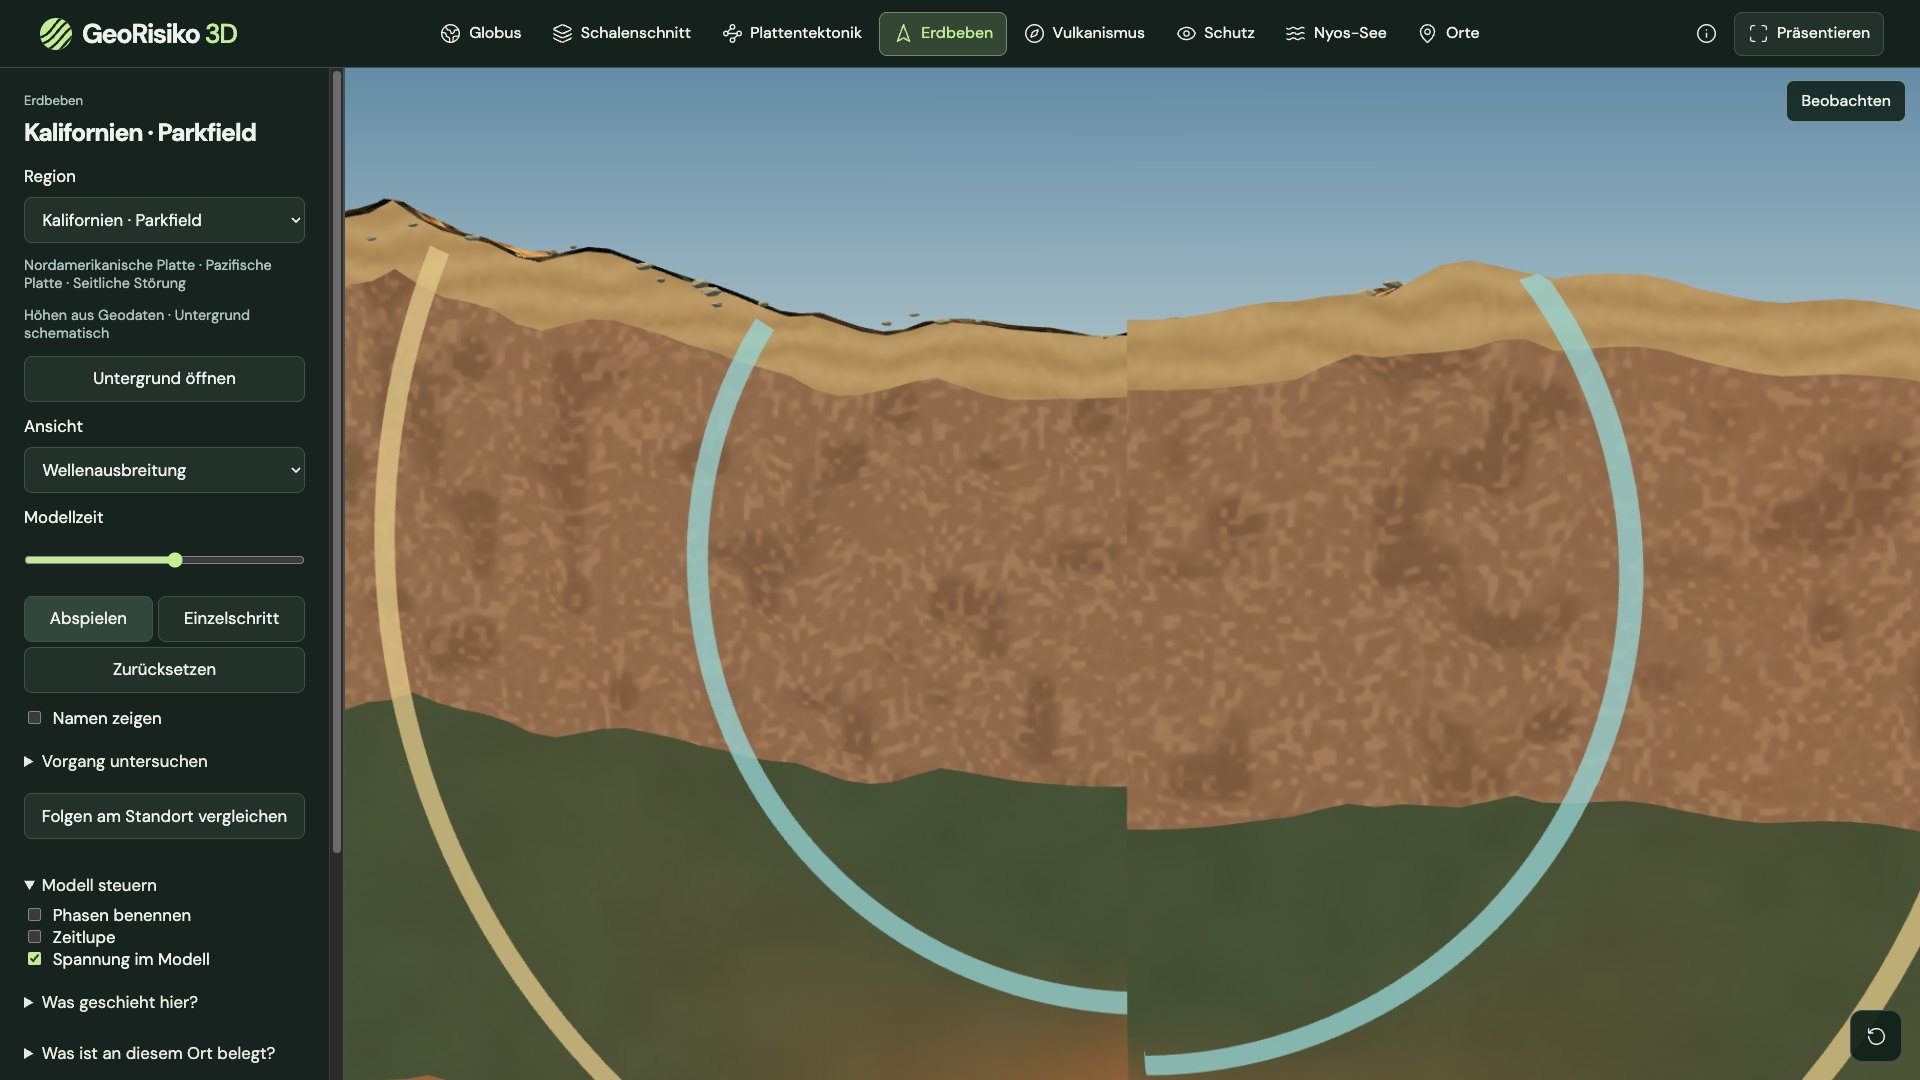 GeoRisiko 3D
Globus
Schalenschnitt
Plattentektonik
Erdbeben
Vulkanismus
Schutz
Nyos-See
Orte
Präsentieren
Erdbeben
Kalifornien · Parkfield
Region
Kalifornien · Parkfield
Nordamerikanische Platte · Pazifische
Platte · Seitliche Störung
Höhen aus Geodaten · Untergrund
schematisch
Untergrund öffnen
Ansicht
Wellenausbreitung
Modellzeit
Abspielen
Einzelschritt
Zurücksetzen
Namen zeigen
Vorgang untersuchen
Folgen am Standort vergleichen
Modell steuern
Phasen benennen
Zeitlupe
Spannung im Modell
Was geschieht hier?
Was ist an diesem Ort belegt?
Beobachten